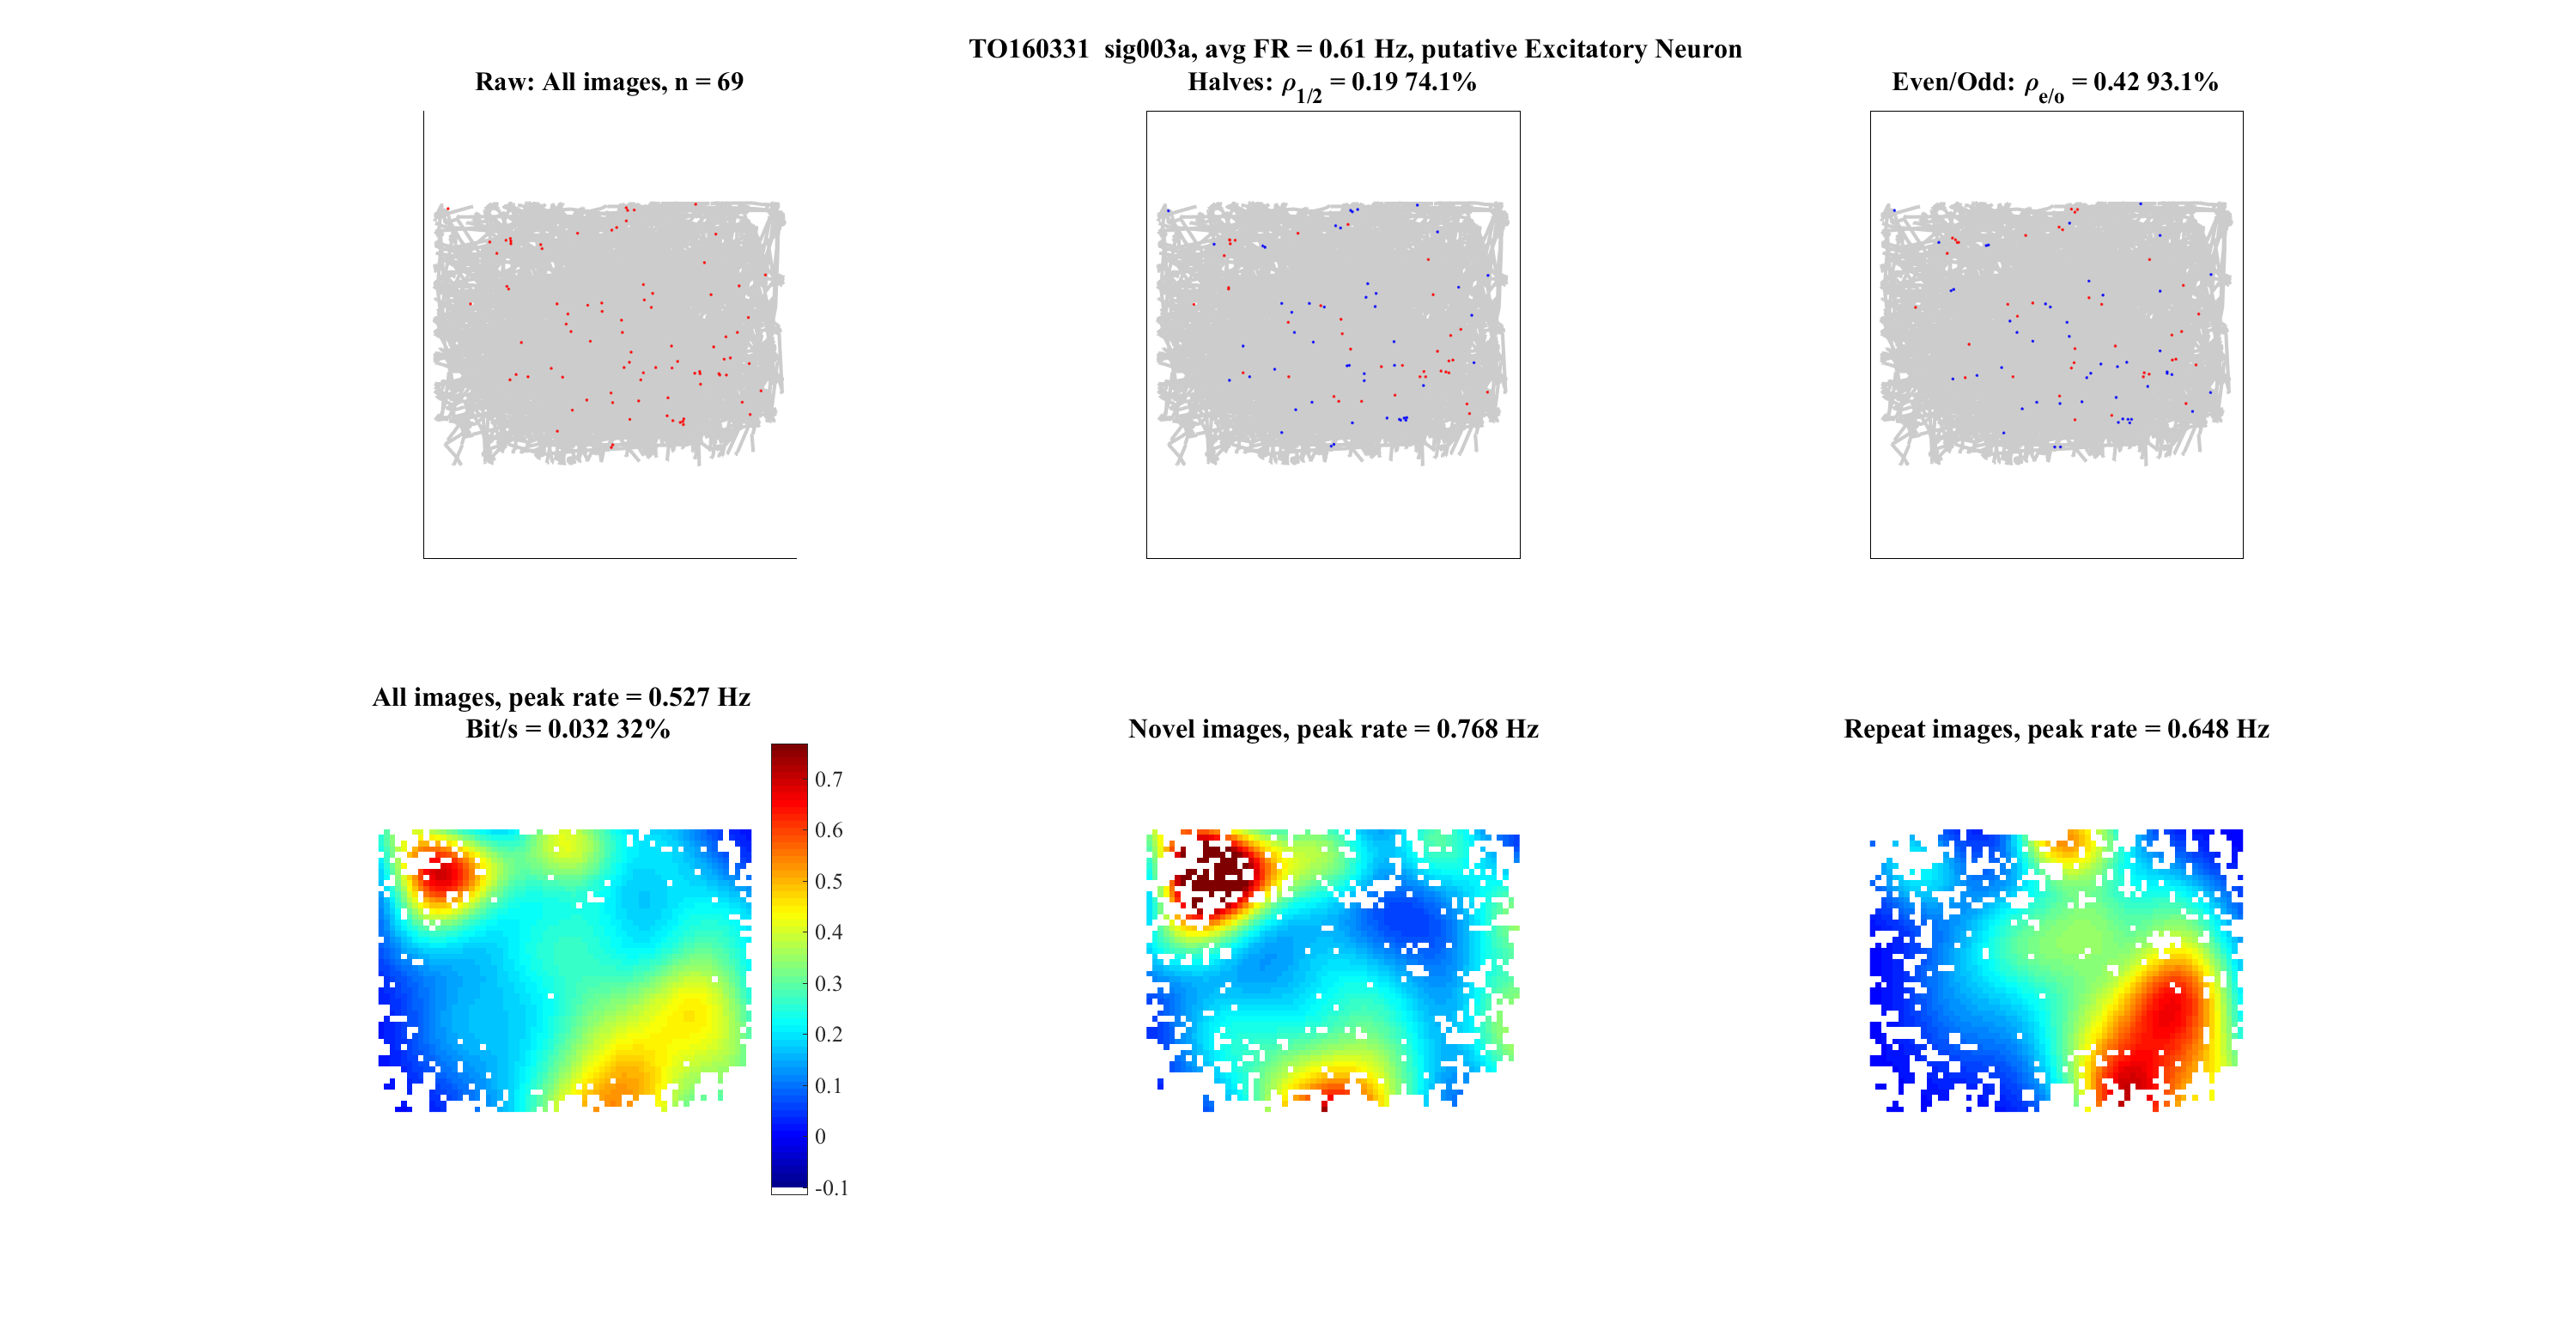 TO160331  sig003a, avg FR = 0.61 Hz, putative Excitatory Neuron
Raw: All images, n = 69
Halves: ρ1/2 = 0.19 74.1%
Even/Odd: ρe/o = 0.42 93.1%
All images, peak rate = 0.527 Hz
Bit/s = 0.032 32%
Novel images, peak rate = 0.768 Hz
Repeat images, peak rate = 0.648 Hz
0.7
0.6
0.5
0.4
0.3
0.2
0.1
0
-0.1